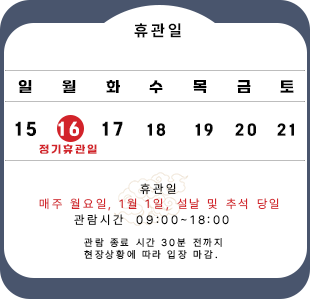 휴관일
일 월 화 수 목 금 토
15 16 17 18 19 20 21
정기휴관일
휴관일
매주 월요일, 1월 1일, 설날 및 추석 당일
관람시간 09:00~18:00
관람 종료 시간 30분 전까지
현장상황에 따라 입장 마감.